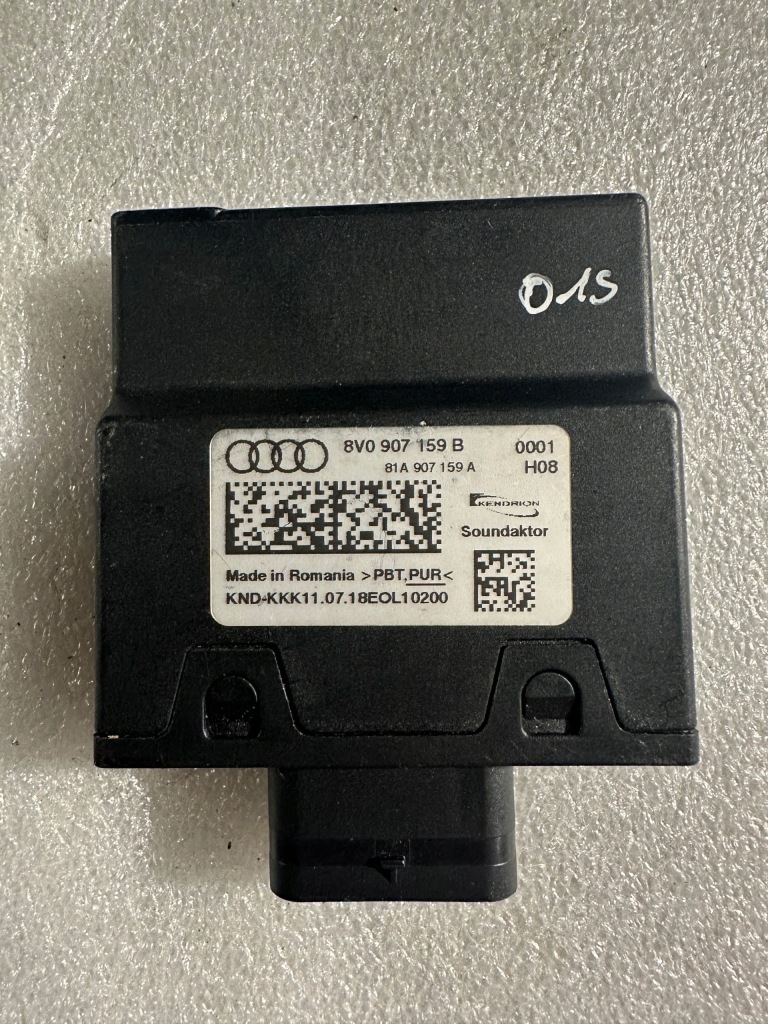 01S
8V0 907 159 B 0001
81A 907 159 A H08
KENDRION
Soundaktor
Made in Romania >PBT,PUR<
KND-KKK11.07.18EOL10200